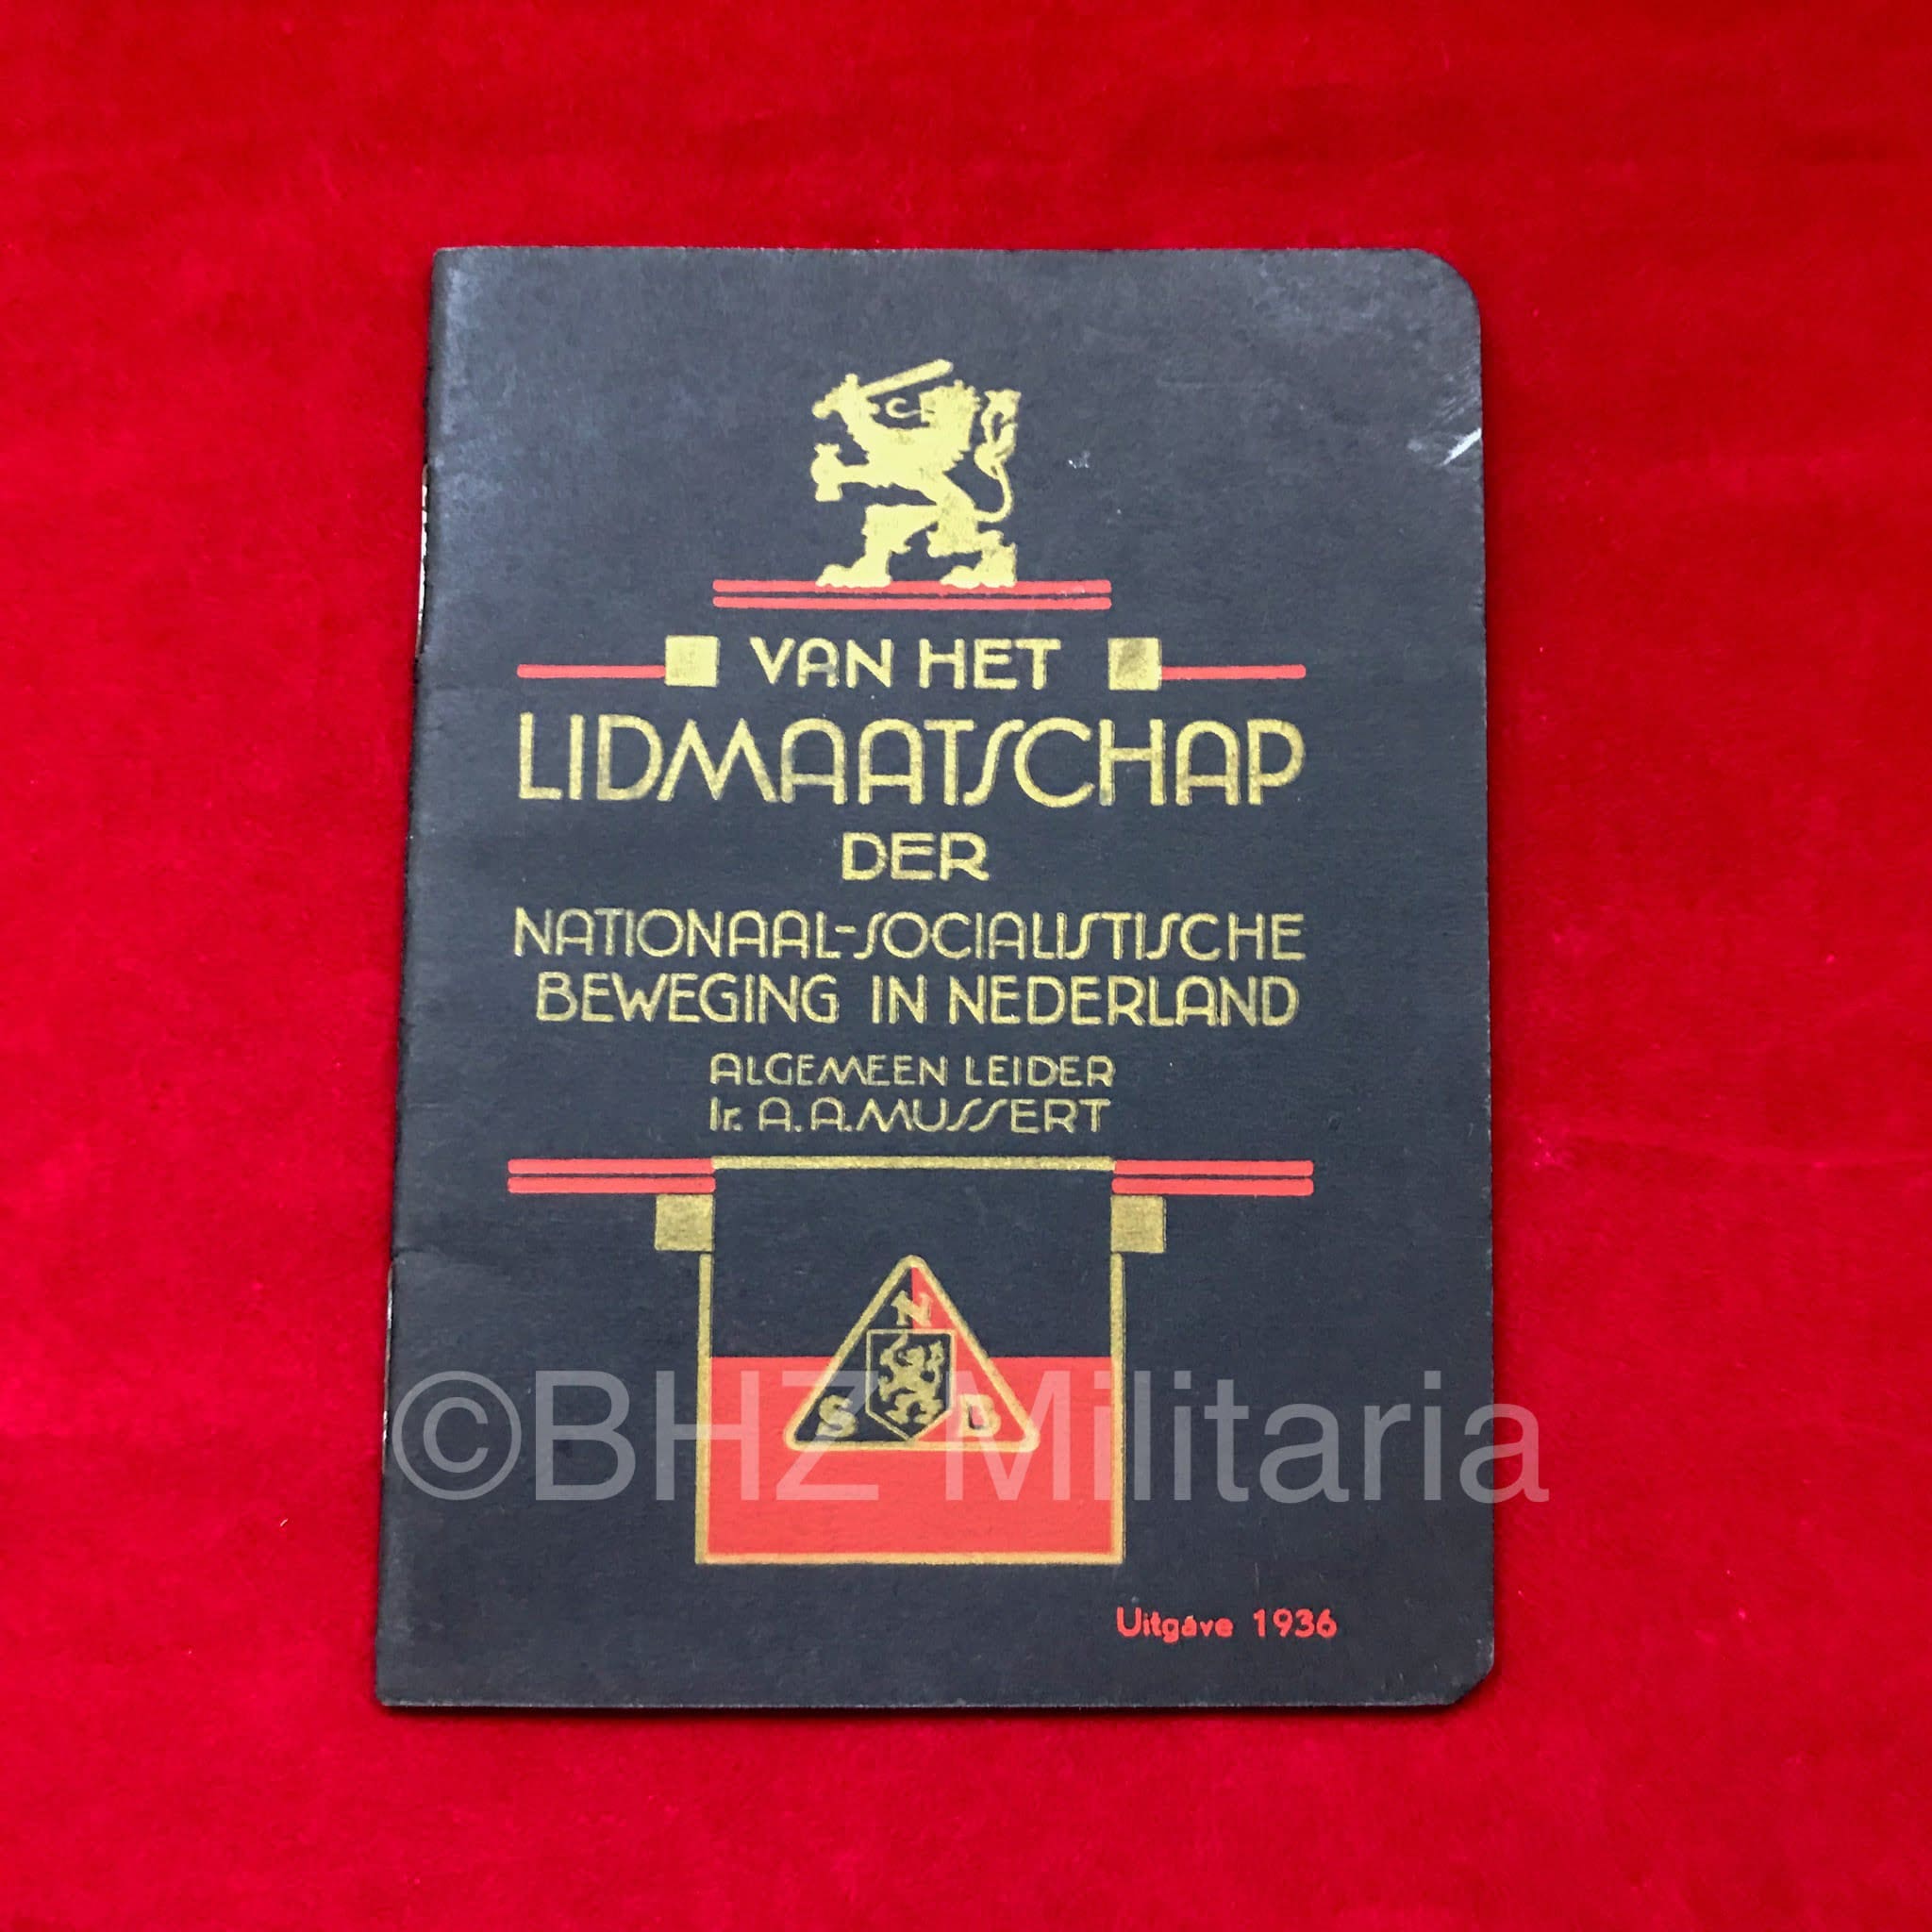 VAN HET
LIDMAATSCHAP
DER
NATIONAAL-SOCIALISTISCHE
BEWEGING IN NEDERLAND
ALGEMEEN LEIDER
Ir. A. A. MUSSERT
N
S B
©BHZ Militaria
Uitgave 1936